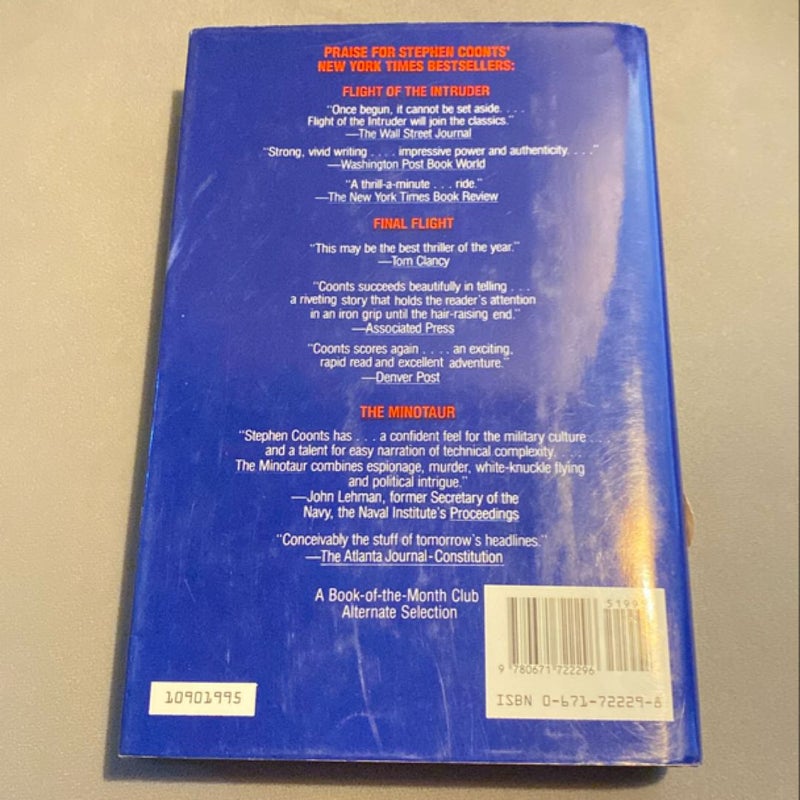 PRAISE FOR STEPHEN COONTS'
NEW YORK TIMES BESTSELLERS:
FLIGHT OF THE INTRUDER
"Once begun, it cannot be set aside. . . .
Flight of the Intruder will join the classics."
—The Wall Street Journal
"Strong, vivid writing . . . . impressive power and authenticity. . . ."
—Washington Post Book World
"A thrill-a-minute . . . ride."
—The New York Times Book Review
FINAL FLIGHT
"This may be the best thriller of the year."
—Tom Clancy
"Coonts succeeds beautifully in telling . . .
a riveting story that holds the reader's attention
in an iron grip until the hair-raising end."
—Associated Press
"Coonts scores again . . . . an exciting,
rapid read and excellent adventure."
—Denver Post
THE MINOTAUR
"Stephen Coonts has . . . a confident feel for the military culture . . .
and a talent for easy narration of technical complexity. . . .
The Minotaur combines espionage, murder, white-knuckle flying
and political intrigue."
—John Lehman, former Secretary of the
Navy, the Naval Institute's Proceedings
"Conceivably the stuff of tomorrow's headlines."
—The Atlanta Journal-Constitution
A Book-of-the-Month Club
Alternate Selection
9 780671 722296
ISBN 0-671-72229-8
10901995